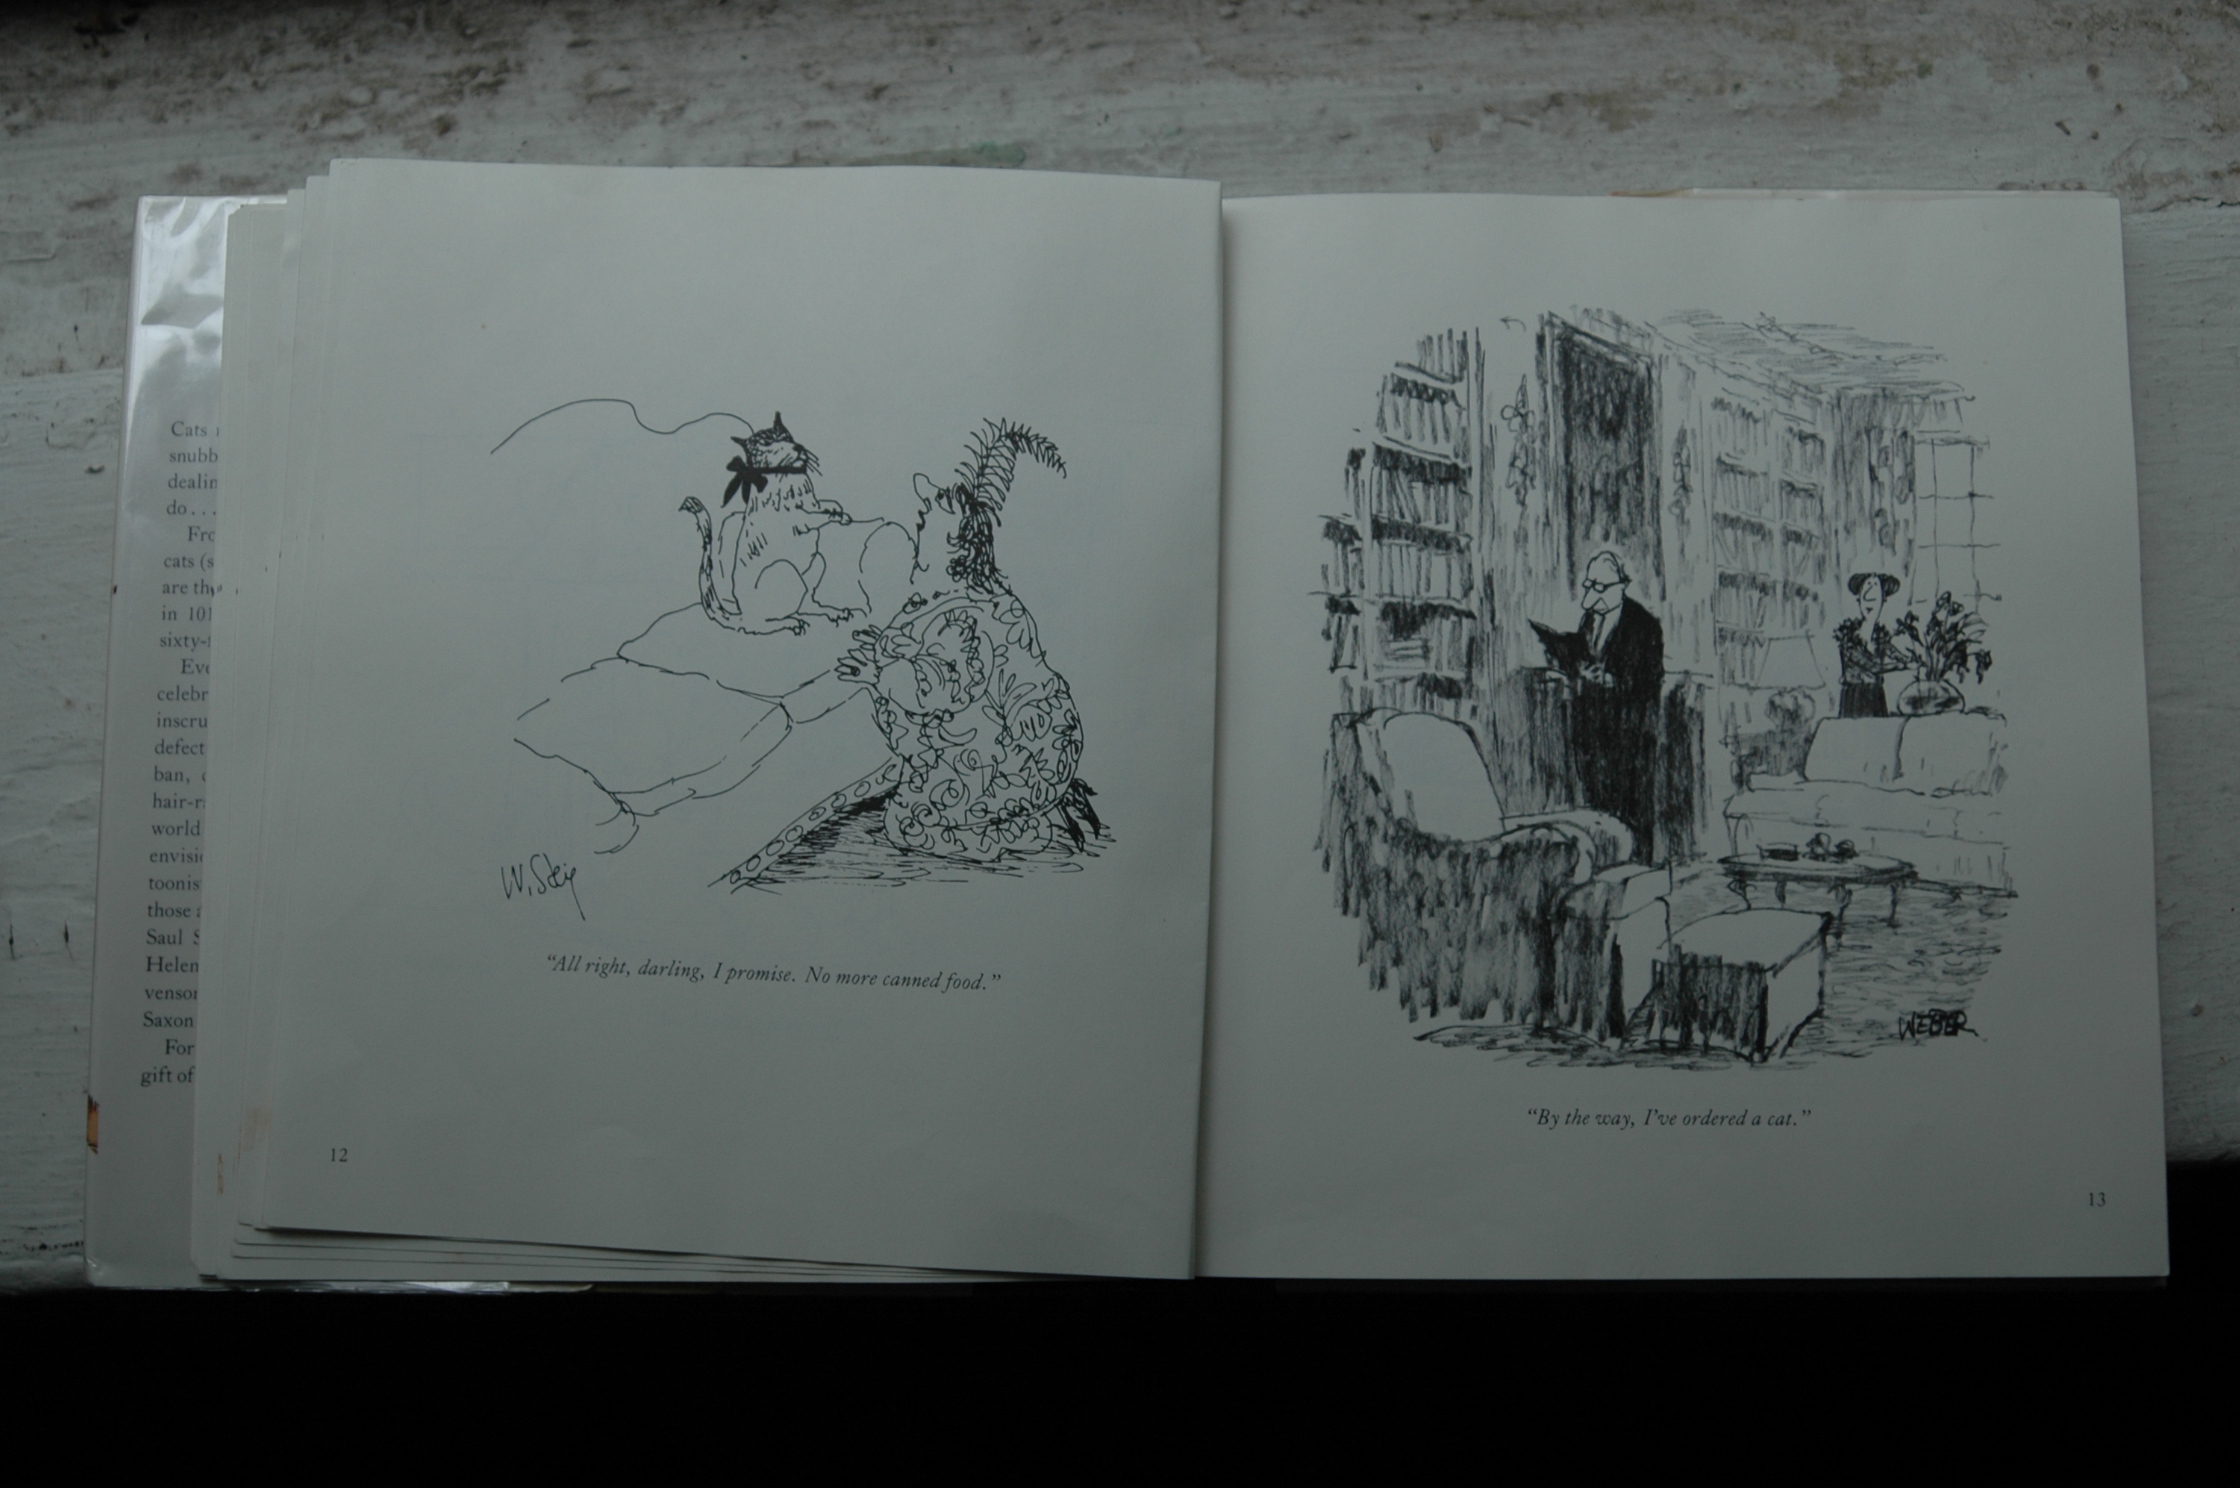 Cats
snubb
dealin
do...
Fro
cats (s
are the
in 101
sixty-
Eve
celebr
inscru
defect
ban,
hair-r
world
envisi
toonis
those
Saul S
Helen
venson
Saxon
For
gift of
W. Steig
“All right, darling, I promise. No more canned food.”
12
WEBER
“By the way, I’ve ordered a cat.”
13